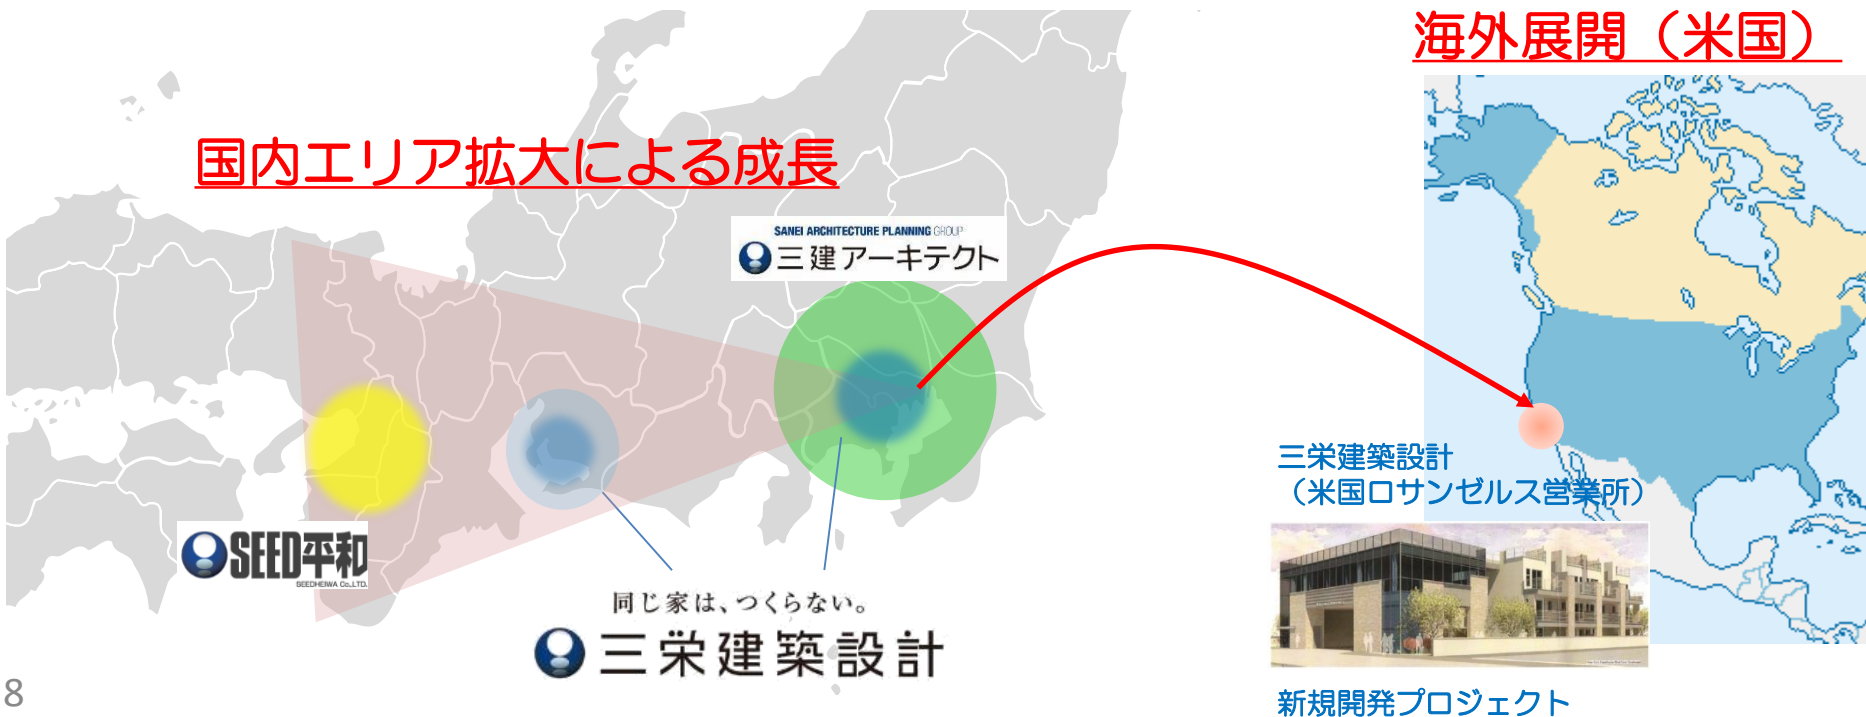 海外展開（米国）
国内エリア拡大による成長
SANEI ARCHITECTURE PLANNING GROUP
三建アーキテクト
三栄建築設計
（米国ロサンゼルス営業所）
SEED平和
SEEDHEIWA Co.,LTD.
同じ家は、つくらない。
三栄建築設計
新規開発プロジェクト
8